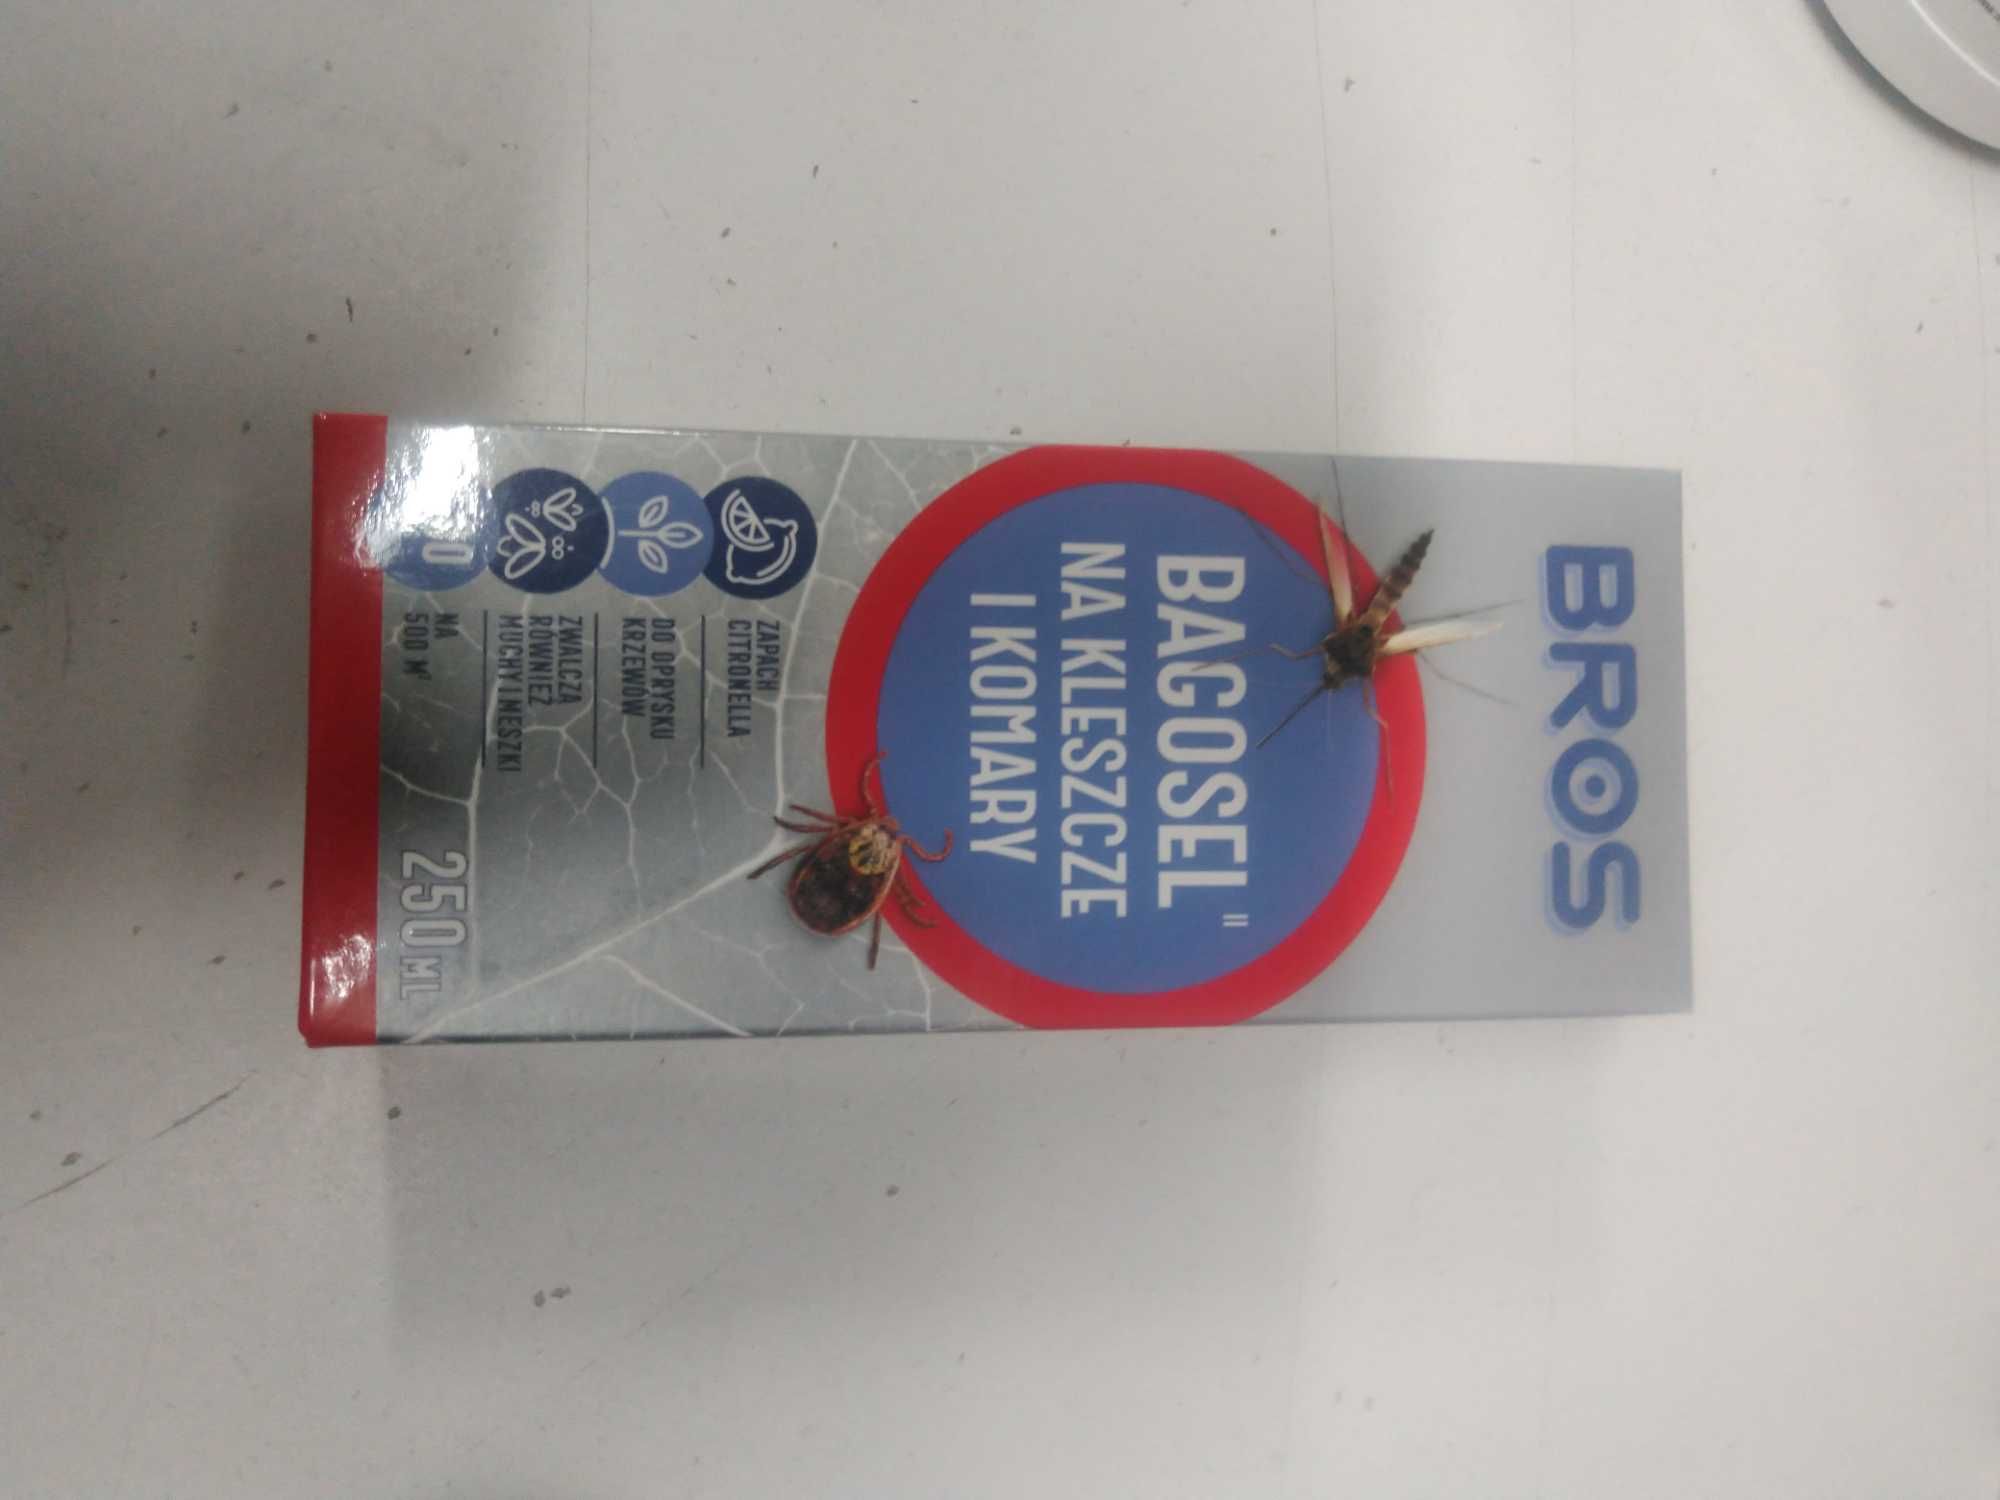 BROS
BAGOSEL II
NA KLESZCZE
I KOMARY
ZAPACH
CITRONELLA
DO OPRYSKU
KRZEWÓW
ZWALCZA
RÓWNIEŻ
MUCHY I MESZKI
NA
500 M²
250 ML